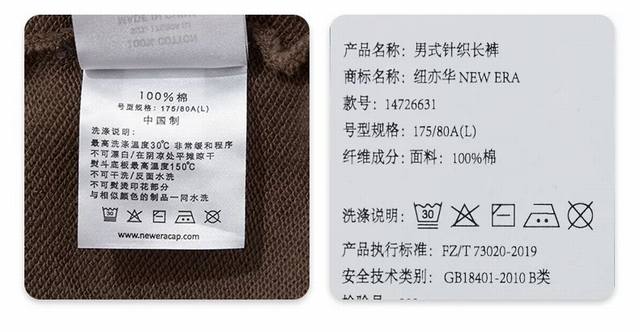 100% COTTON
100%棉
号型规格: 175/80A(L)
中国制
洗涤说明:
最高洗涤温度30℃ 非常缓和程序
不可漂白/在阴凉处平摊晾干
熨斗底板最高温度150℃
不可干洗/反面水洗
不可熨烫印花部分
与相似颜色的制品一同水洗
30
www.neweracap.com
产品名称: 男式针织长裤
商标名称: 纽亦华 NEW ERA
款号: 14726631
号型规格: 175/80A(L)
纤维成分: 面料: 100%棉
洗涤说明: 30
产品执行标准: FZ/T 73020-2019
安全技术类别: GB18401-2010 B类